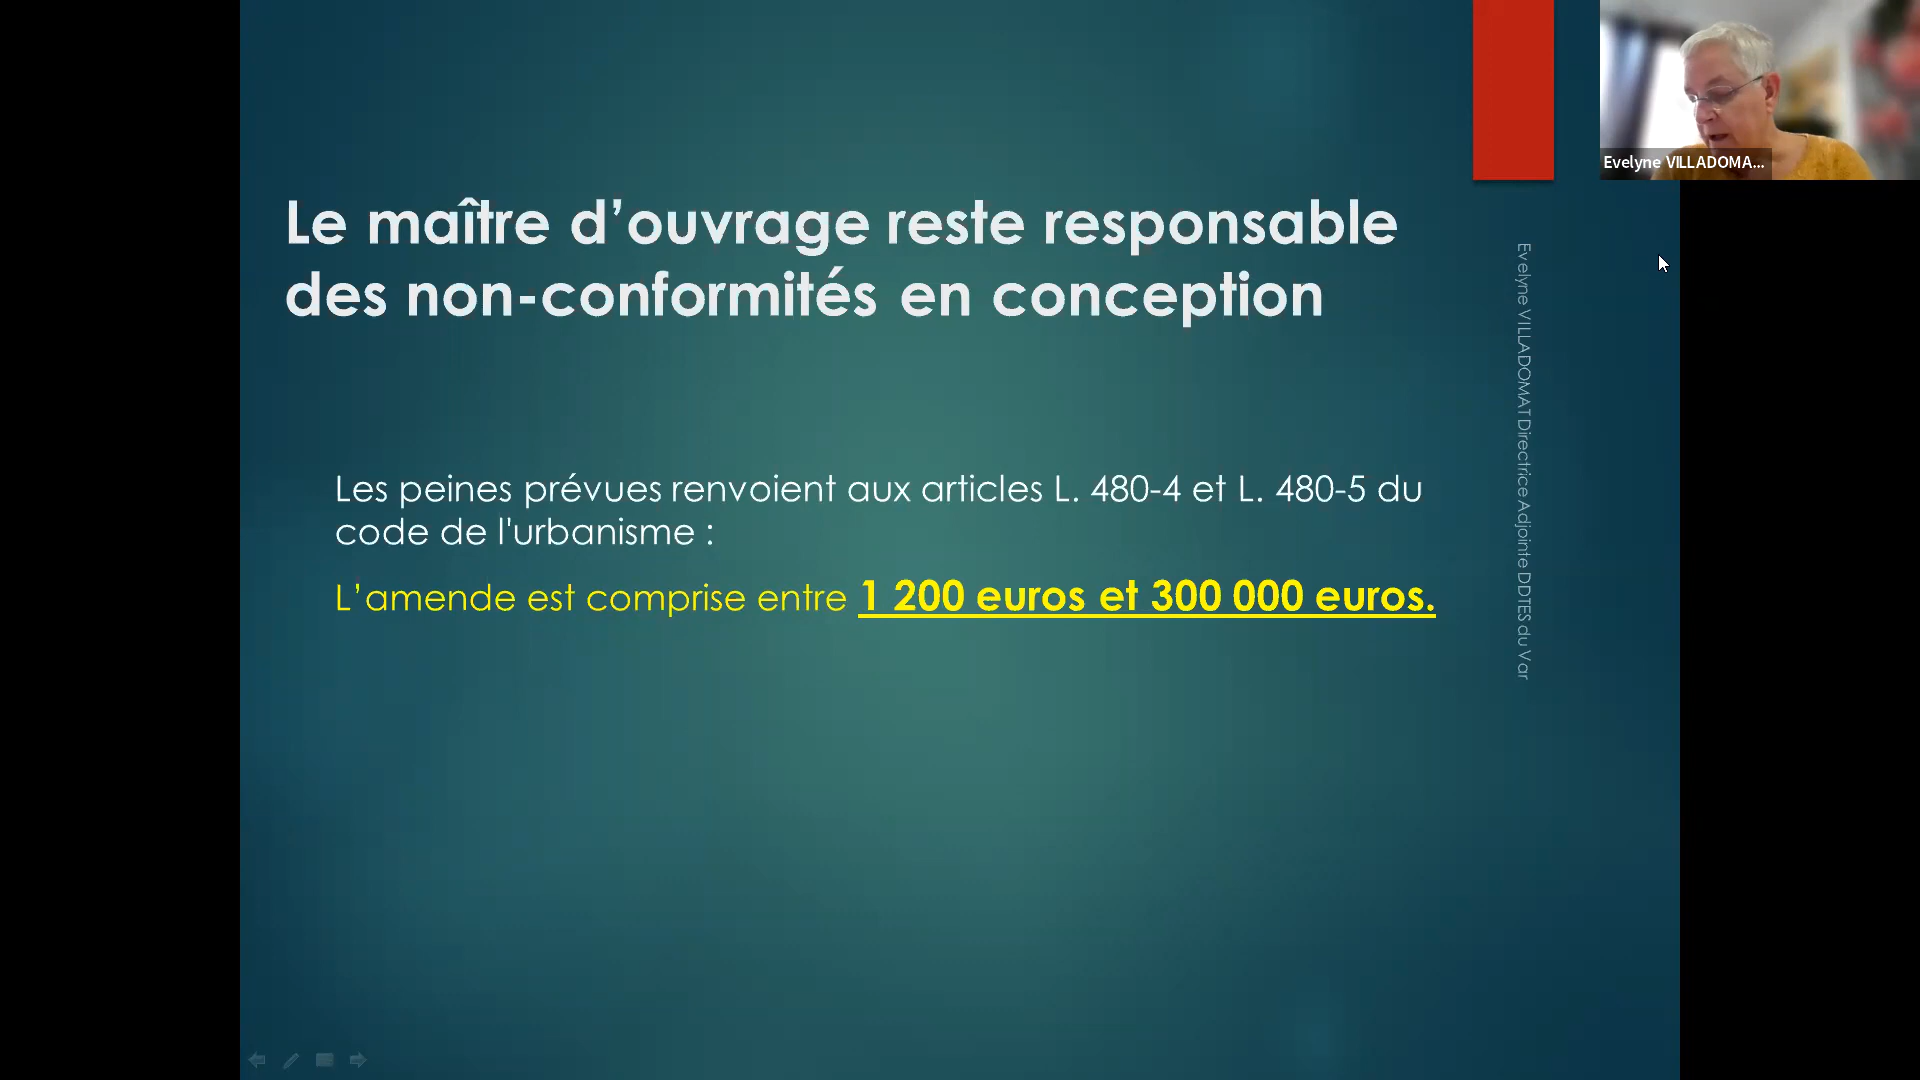 Le maître d’ouvrage reste responsable
des non-conformités en conception
Les peines prévues renvoient aux articles L. 480-4 et L. 480-5 du
code de l'urbanisme :
L’amende est comprise entre 1 200 euros et 300 000 euros.
Evelyne VILLADOMAT Directrice Adjointe DDTES du Var
Evelyne VILLADOMA...